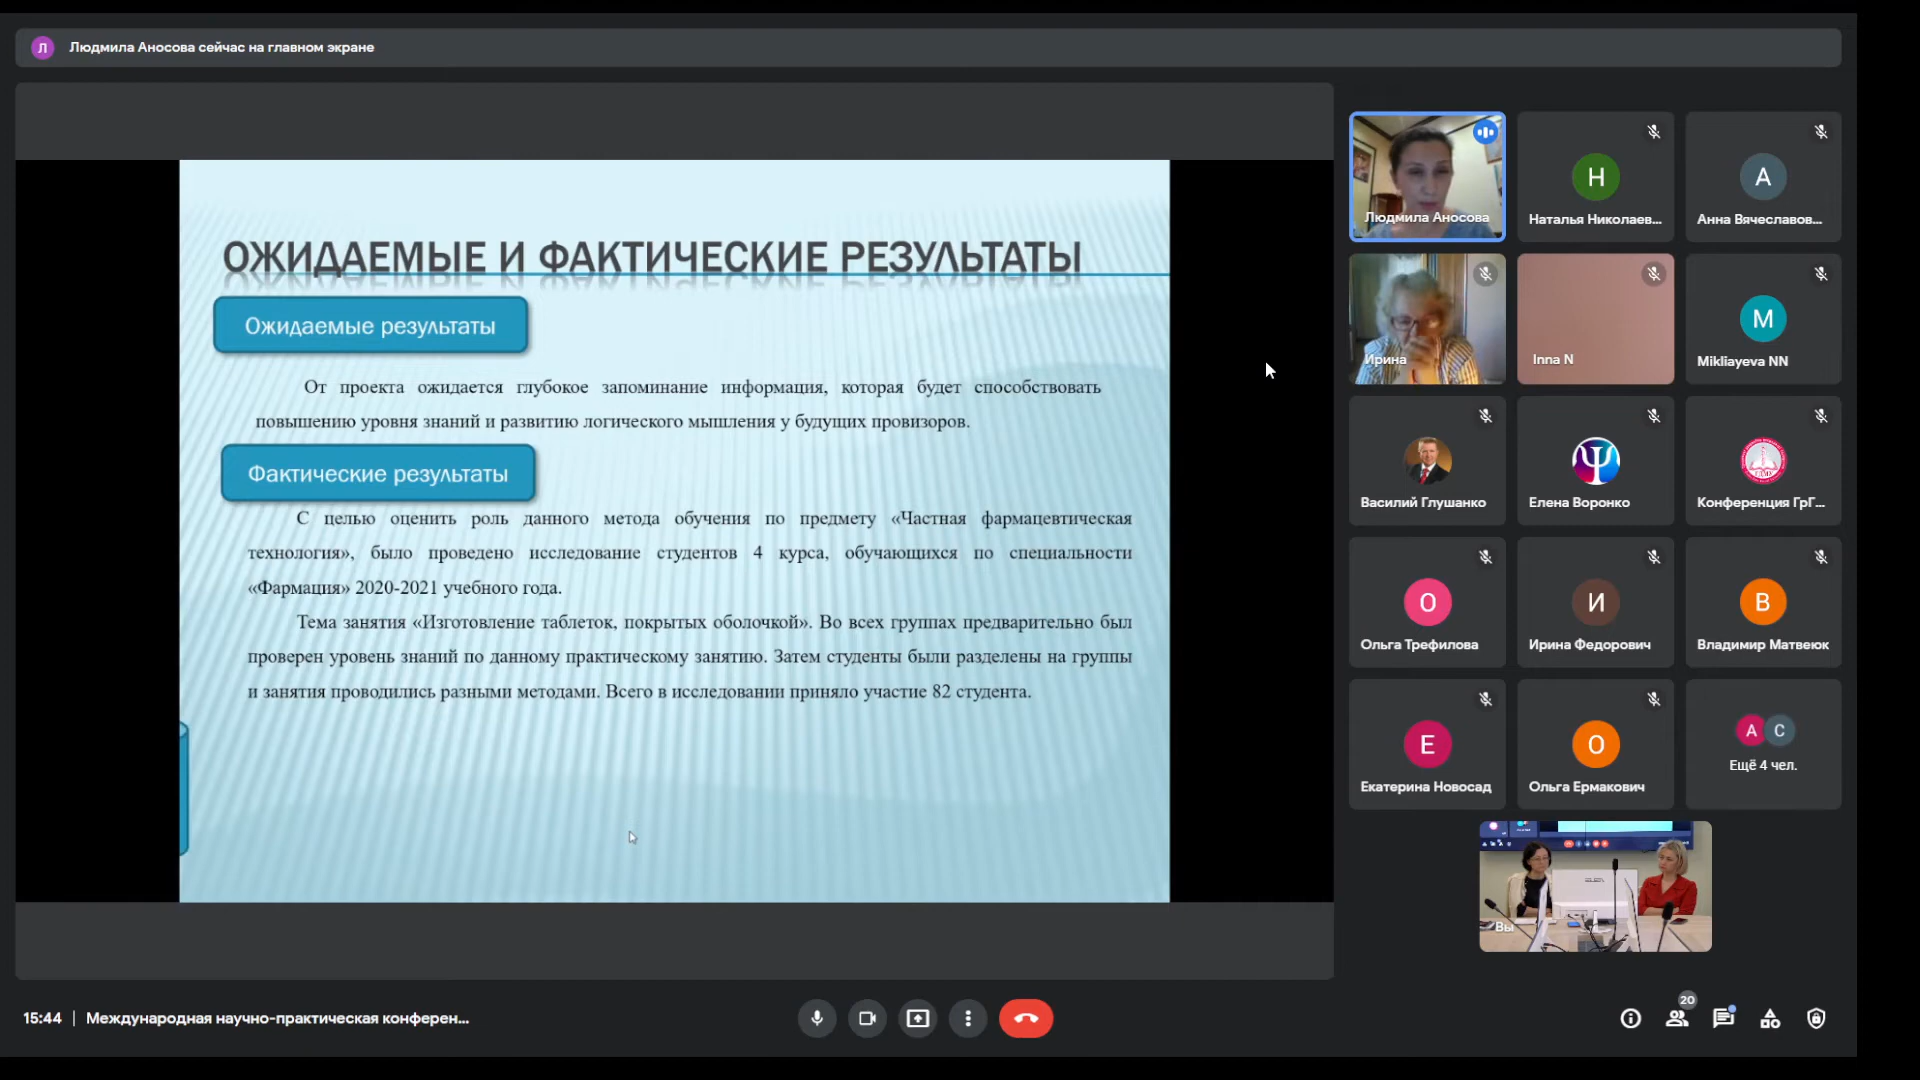 Л Людмила Аносова сейчас на главном экране
ОЖИДАЕМЫЕ И ФАКТИЧЕСКИЕ РЕЗУЛЬТАТЫ
Ожидаемые результаты
От проекта ожидается глубокое запоминание информация, которая будет способствовать
повышению уровня знаний и развитию логического мышления у будущих провизоров.
Фактические результаты
С целью оценить роль данного метода обучения по предмету «Частная фармацевтическая
технология», было проведено исследование студентов 4 курса, обучающихся по специальности
«Фармация» 2020-2021 учебного года.
Тема занятия «Изготовление таблеток, покрытых оболочкой». Во всех группах предварительно был
проверен уровень знаний по данному практическому занятию. Затем студенты были разделены на группы
и занятия проводились разными методами. Всего в исследовании приняло участие 82 студента.
Людмила Аносова
Н
Наталья Николаев...
А
Анна Вячеславов...
Ирина
Inna N
M
Mikliayeva NN
Василий Глушанко
Ψ
Елена Воронко
Конференция ГрГ...
О
Ольга Трефилова
И
Ирина Федорович
В
Владимир Матвеюк
Е
Екатерина Новосад
О
Ольга Ермакович
А С
Ещё 4 чел.
Вы
15:44 | Международная научно-практическая конферен...
20